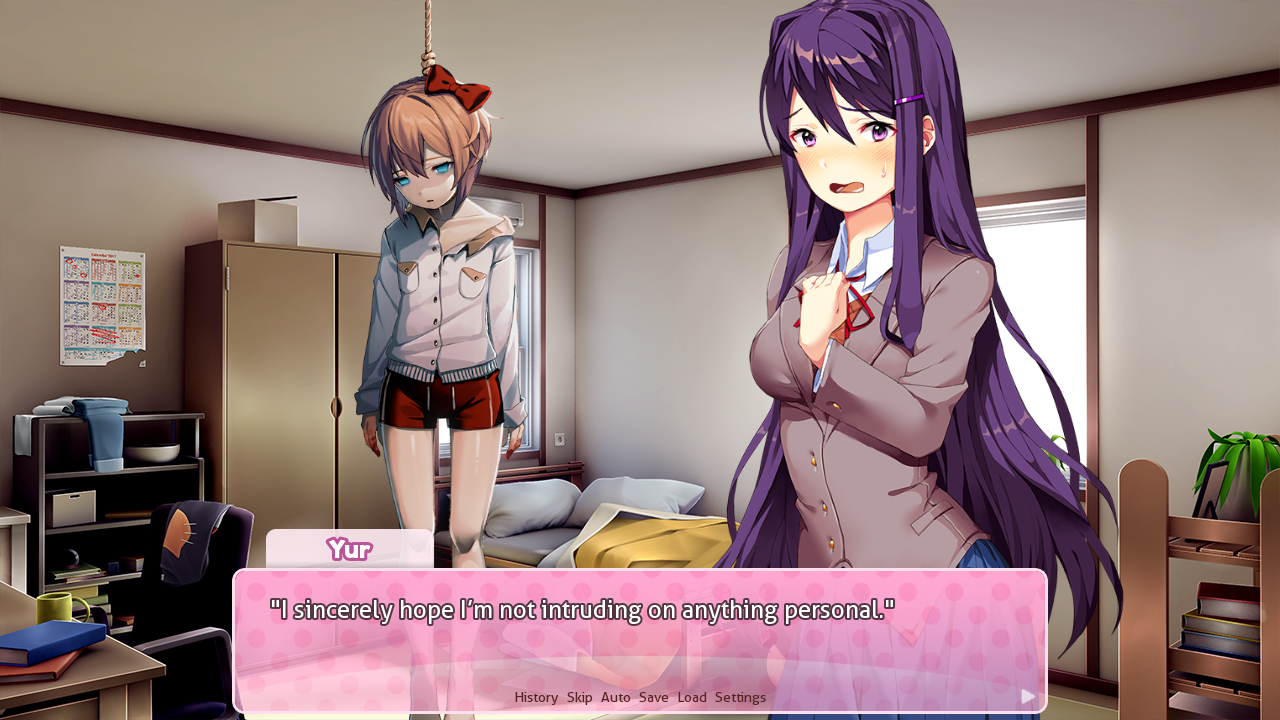 Yur
"I sincerely hope I'm not intruding on anything personal."
History Skip Auto Save Load Settings